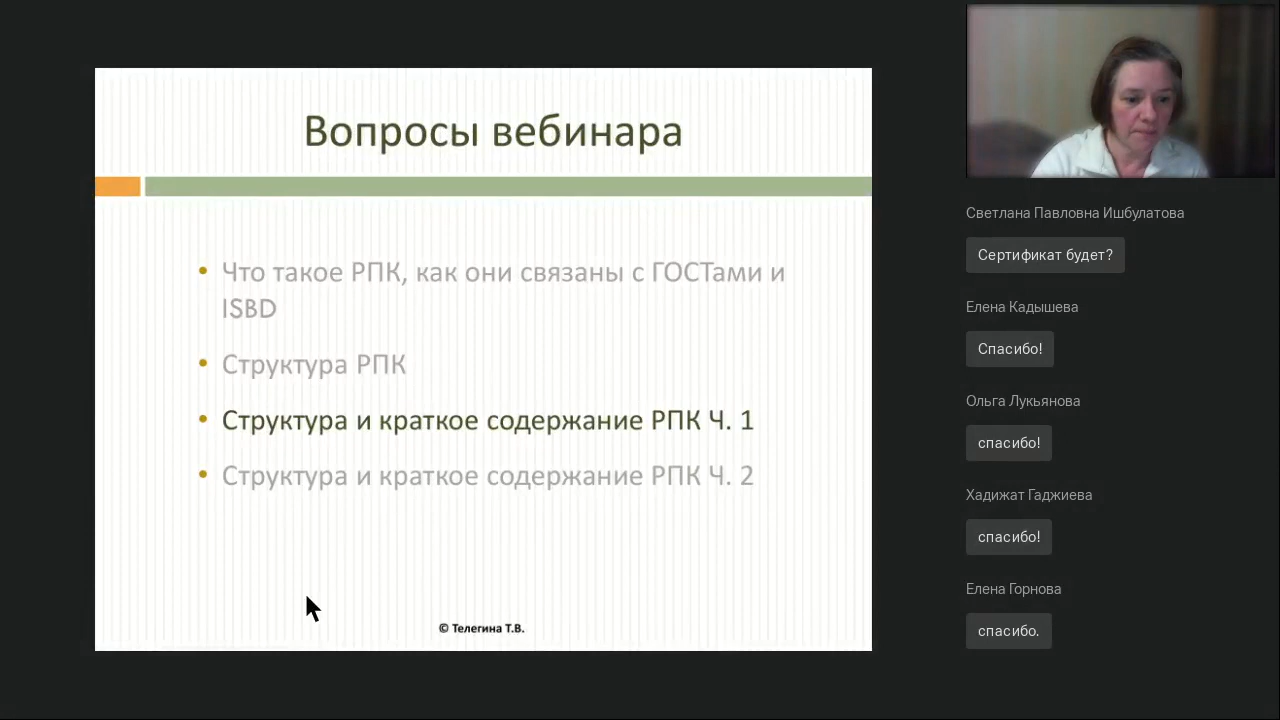 Вопросы вебинара
• Что такое РПК, как они связаны с ГОСТами и
ISBD
• Структура РПК
• Структура и краткое содержание РПК Ч. 1
• Структура и краткое содержание РПК Ч. 2
© Телегина Т.В.
Светлана Павловна Ишбулатова
Сертификат будет?
Елена Кадышева
Спасибо!
Ольга Лукьянова
спасибо!
Хадижат Гаджиева
спасибо!
Елена Горнова
спасибо.